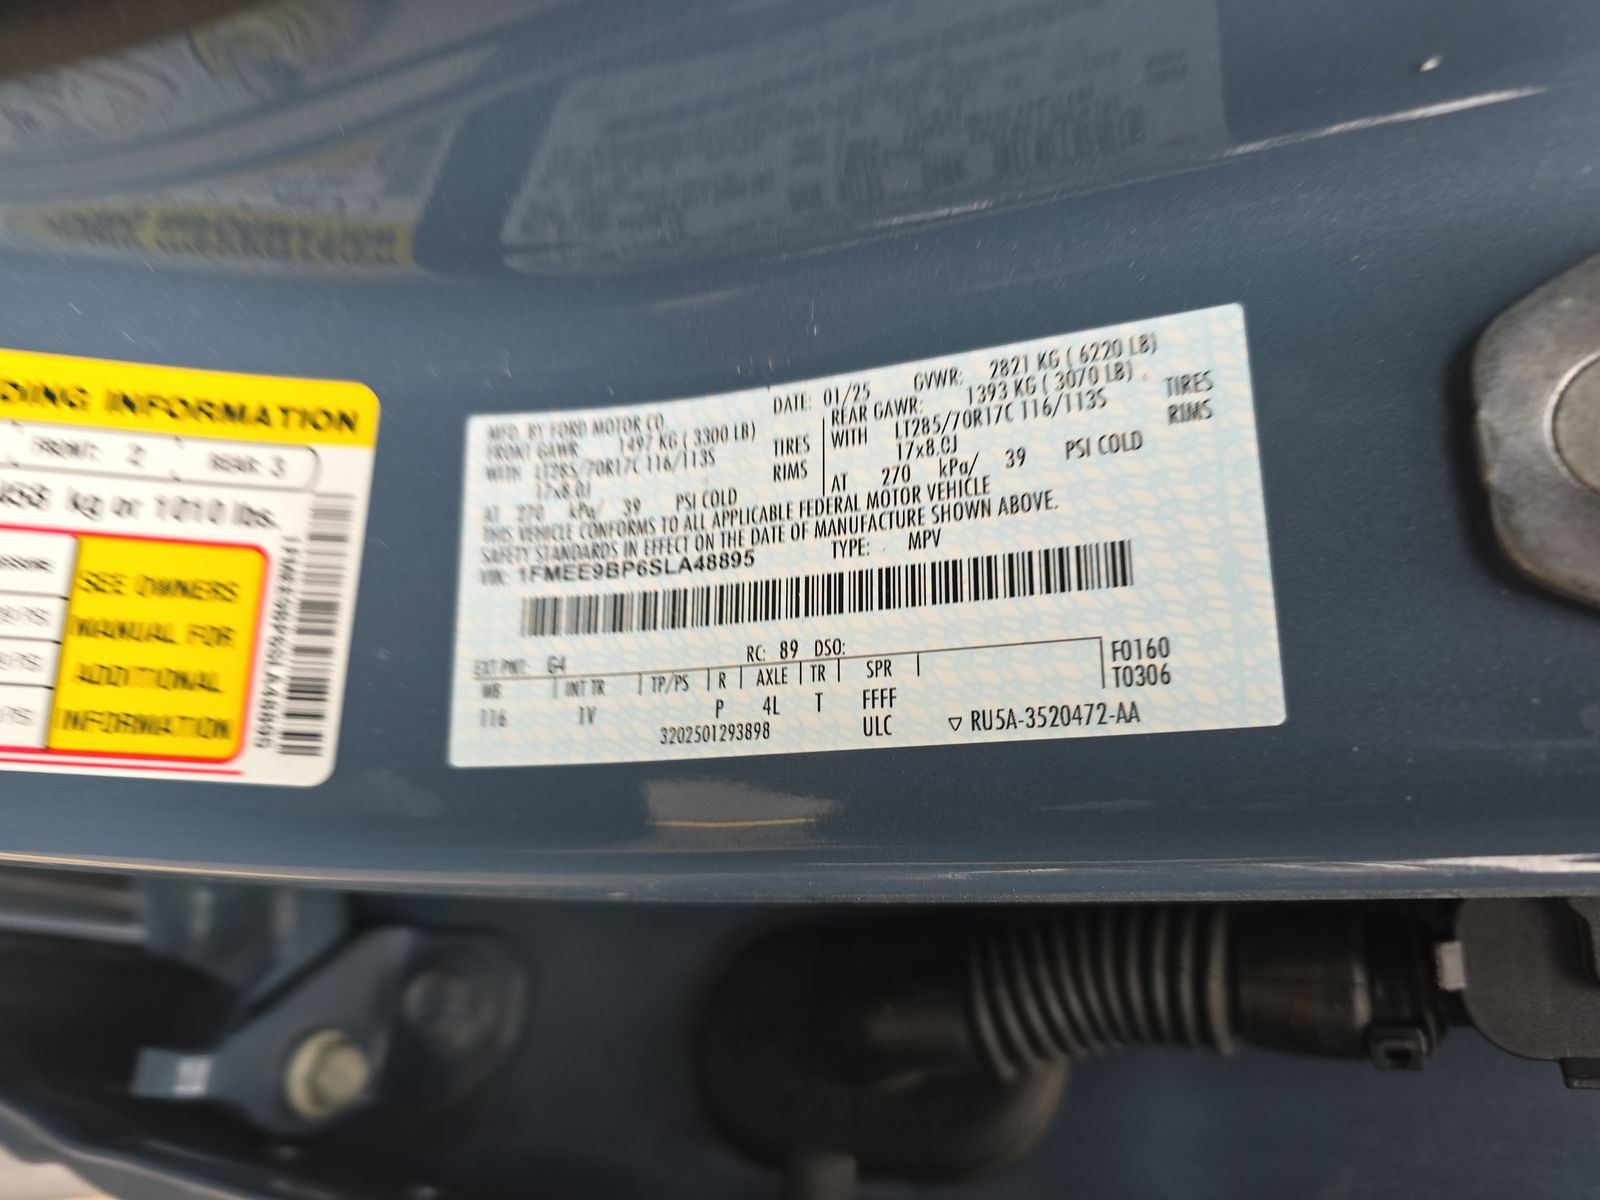 DING INFORMATION
FRONT: 2 REAR: 3
kg or 1010 lbs.
SEE OWNERS
MANUAL FOR
ADDITIONAL
INFORMATION
MFD. BY FORD MOTOR CO. DATE: 01/25 GVWR: 2821 KG ( 6220 LB)
FRONT GAWR: 1497 KG ( 3300 LB) REAR GAWR: 1393 KG ( 3070 LB)
WITH LT285/70R17C 116/113S TIRES WITH LT285/70R17C 116/113S TIRES
17x8.0J RIMS 17x8.0J RIMS
AT 270 kPa/ 39 PSI COLD AT 270 kPa/ 39 PSI COLD
THIS VEHICLE CONFORMS TO ALL APPLICABLE FEDERAL MOTOR VEHICLE
SAFETY STANDARDS IN EFFECT ON THE DATE OF MANUFACTURE SHOWN ABOVE.
VIN: 1FMEE9BP6SLA48895 TYPE: MPV
EXT PNT: G4 RC: 89 DSO:
WB INT TR TP/PS R AXLE TR SPR F0160
116 1V P 4L T FFFF T0306
3202501293898 ULC ▽ RU5A-3520472-AA